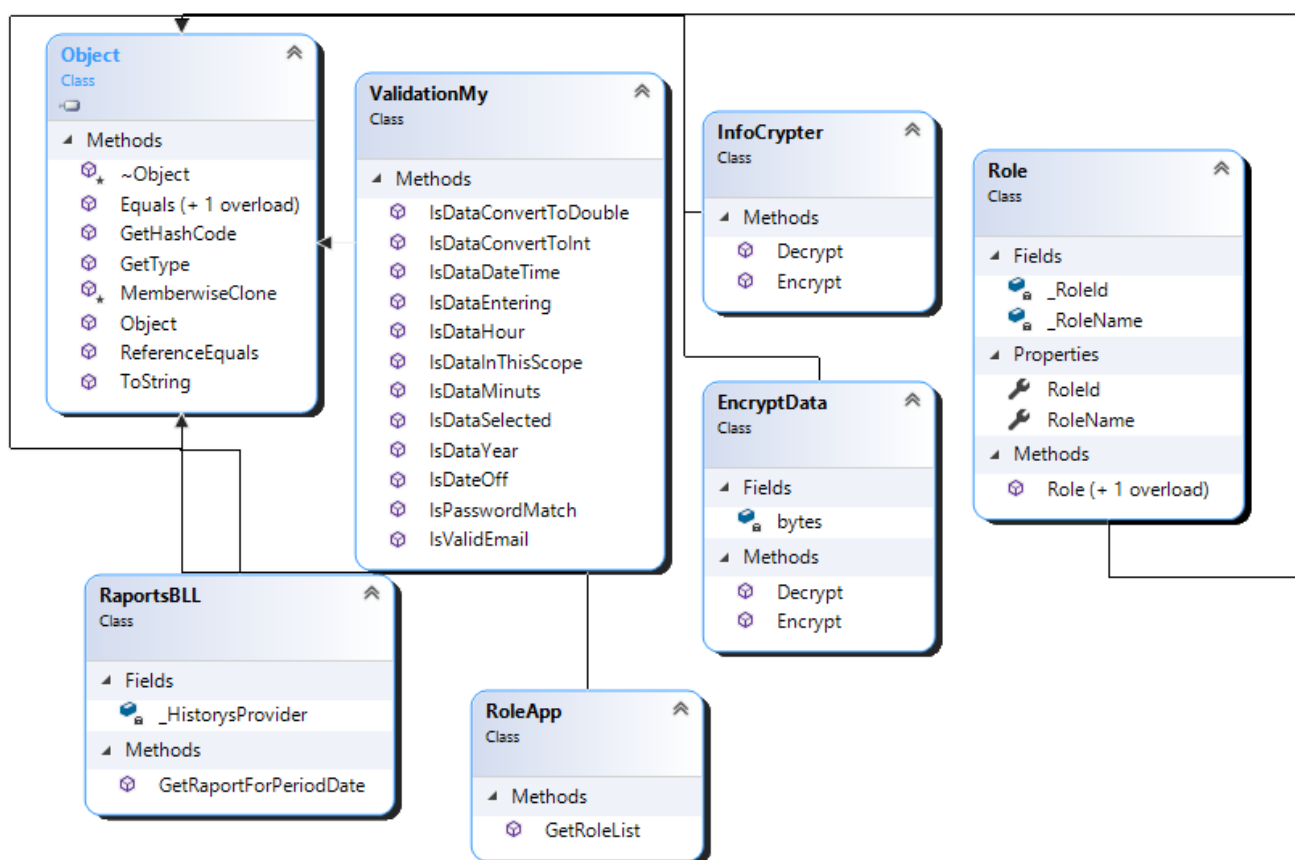 Object
Class
Methods
~Object
Equals (+ 1 overload)
GetHashCode
GetType
MemberwiseClone
Object
ReferenceEquals
ToString
ValidationMy
Class
Methods
IsDataConvertToDouble
IsDataConvertToInt
IsDataDateTime
IsDataEntering
IsDataHour
IsDataInThisScope
IsDataMinuts
IsDataSelected
IsDataYear
IsDateOff
IsPasswordMatch
IsValidEmail
InfoCrypter
Class
Methods
Decrypt
Encrypt
Role
Class
Fields
_RoleId
_RoleName
Properties
RoleId
RoleName
Methods
Role (+ 1 overload)
EncryptData
Class
Fields
bytes
Methods
Decrypt
Encrypt
RaportsBLL
Class
Fields
_HistorysProvider
Methods
GetRaportForPeriodDate
RoleApp
Class
Methods
GetRoleList